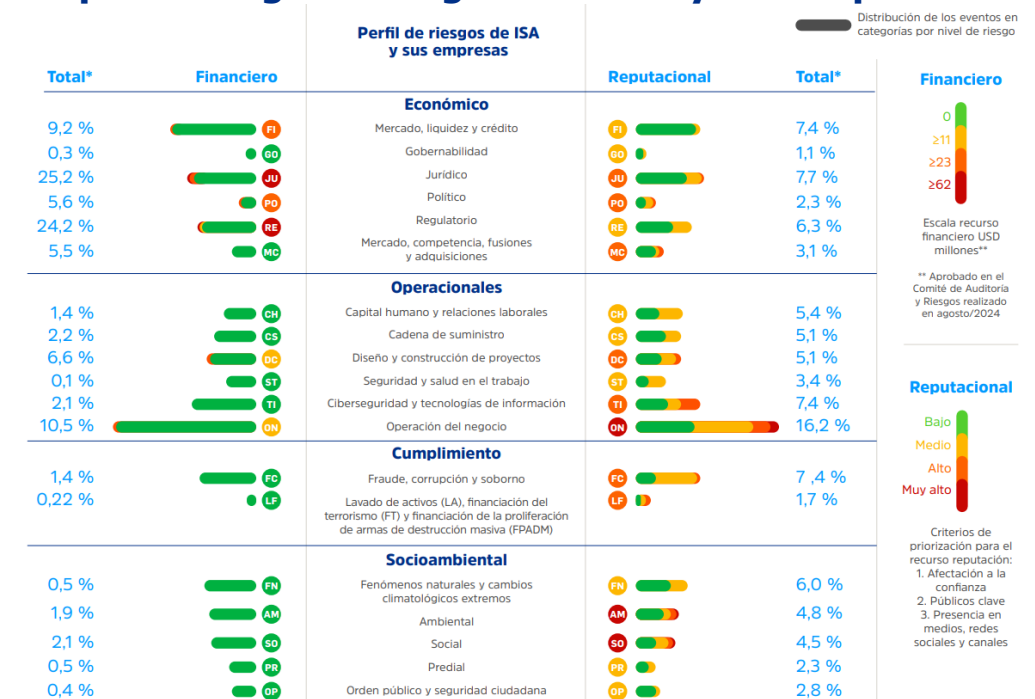 Distribución de los eventos en
categorías por nivel de riesgo
Perfil de riesgos de ISA
y sus empresas
Total* Financiero Reputacional Total*
Económico
9,2 % FI Mercado, liquidez y crédito FI 7,4 %
0,3 % GO Gobernabilidad GO 1,1 %
25,2 % JU Jurídico JU 7,7 %
5,6 % PO Político PO 2,3 %
24,2 % RE Regulatorio RE 6,3 %
5,5 % MC Mercado, competencia, fusiones MC 3,1 %
y adquisiciones
Operacionales
1,4 % CH Capital humano y relaciones laborales CH 5,4 %
2,2 % CS Cadena de suministro CS 5,1 %
6,6 % DC Diseño y construcción de proyectos DC 5,1 %
0,1 % ST Seguridad y salud en el trabajo ST 3,4 %
2,1 % TI Ciberseguridad y tecnologías de información TI 7,4 %
10,5 % ON Operación del negocio ON 16,2 %
Cumplimiento
1,4 % FC Fraude, corrupción y soborno FC 7 ,4 %
0,22 % LF Lavado de activos (LA), financiación del LF 1,7 %
terrorismo (FT) y financiación de la proliferación
de armas de destrucción masiva (FPADM)
Socioambiental
0,5 % FN Fenómenos naturales y cambios FN 6,0 %
climatológicos extremos
1,9 % AM Ambiental AM 4,8 %
2,1 % SO Social SO 4,5 %
0,5 % PR Predial PR 2,3 %
0,4 % OP Orden público y seguridad ciudadana OP 2,8 %
Financiero
0
≥11
≥23
≥62
Escala recurso
financiero USD
millones**
** Aprobado en el
Comité de Auditoría
y Riesgos realizado
en agosto/2024
Reputacional
Bajo
Medio
Alto
Muy alto
Criterios de
priorización para el
recurso reputación:
1. Afectación a la
confianza
2. Públicos clave
3. Presencia en
medios, redes
sociales y canales